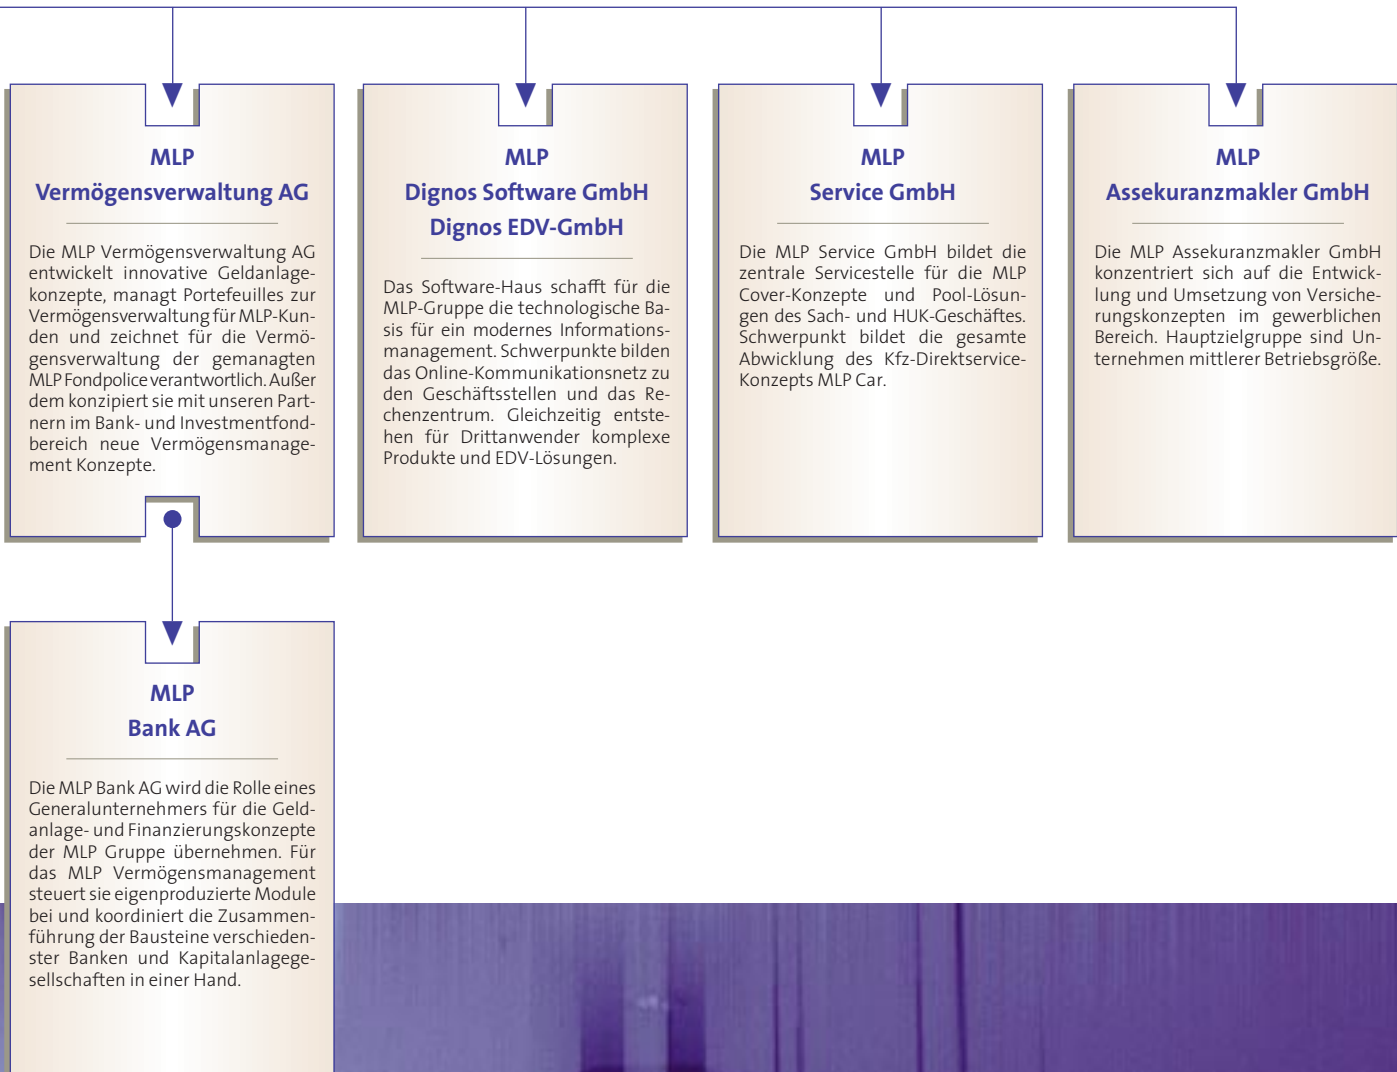 MLP
Vermögensverwaltung AG
Die MLP Vermögensverwaltung AG
entwickelt innovative Geldanlage-
konzepte, managt Portefeuilles zur
Vermögensverwaltung für MLP-Kun-
den und zeichnet für die Vermö-
gensverwaltung der gemanagten
MLP Fondpolice verantwortlich. Außer
dem konzipiert sie mit unseren Part-
nern im Bank- und Investmentfond-
bereich neue Vermögensmanage-
ment Konzepte.
MLP
Dignos Software GmbH
Dignos EDV-GmbH
Das Software-Haus schafft für die
MLP-Gruppe die technologische Ba-
sis für ein modernes Informations-
management. Schwerpunkte bilden
das Online-Kommunikationsnetz zu
den Geschäftsstellen und das Re-
chenzentrum. Gleichzeitig entste-
hen für Drittanwender komplexe
Produkte und EDV-Lösungen.
MLP
Service GmbH
Die MLP Service GmbH bildet die
zentrale Servicestelle für die MLP
Cover-Konzepte und Pool-Lösun-
gen des Sach- und HUK-Geschäftes.
Schwerpunkt bildet die gesamte
Abwicklung des Kfz-Direktservice-
Konzepts MLP Car.
MLP
Assekuranzmakler GmbH
Die MLP Assekuranzmakler GmbH
konzentriert sich auf die Entwick-
lung und Umsetzung von Versiche-
rungskonzepten im gewerblichen
Bereich. Hauptzielgruppe sind Un-
ternehmen mittlerer Betriebsgröße.
MLP
Bank AG
Die MLP Bank AG wird die Rolle eines
Generalunternehmers für die Geld-
anlage- und Finanzierungskonzepte
der MLP Gruppe übernehmen. Für
das MLP Vermögensmanagement
steuert sie eigenproduzierte Module
bei und koordiniert die Zusammen-
führung der Bausteine verschieden-
ster Banken und Kapitalanlagege-
sellschaften in einer Hand.